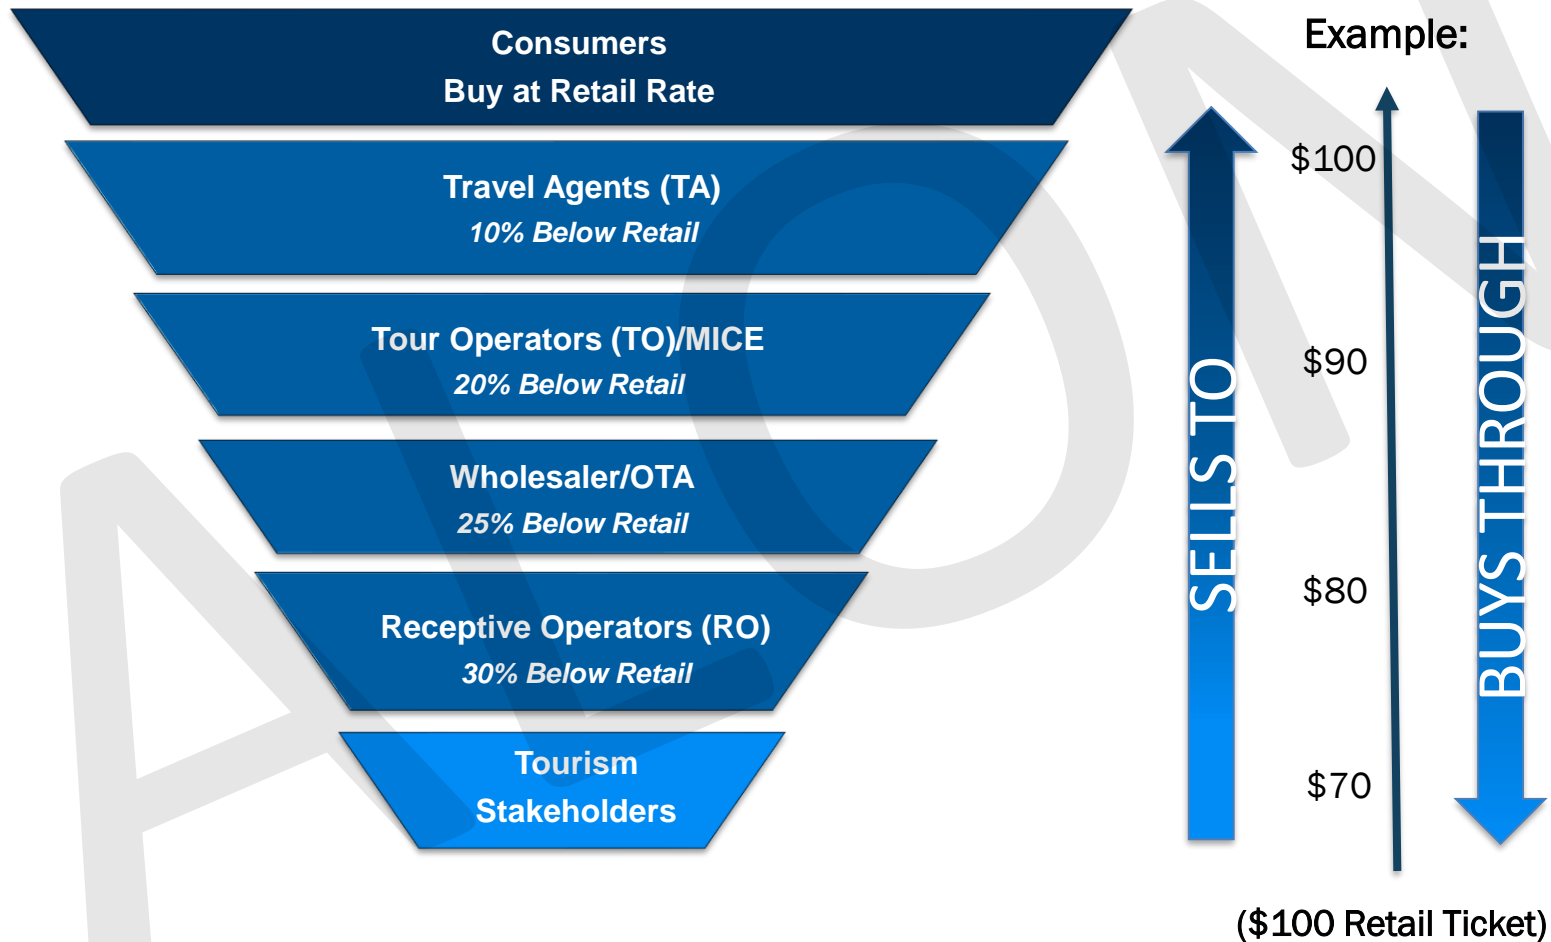 Consumers
Buy at Retail Rate
Travel Agents (TA)
10% Below Retail
Tour Operators (TO)/MICE
20% Below Retail
Wholesaler/OTA
25% Below Retail
Receptive Operators (RO)
30% Below Retail
Tourism
Stakeholders
Example:
SELLS TO
$100
$90
$80
$70
BUYS THROUGH
($100 Retail Ticket)
ALON